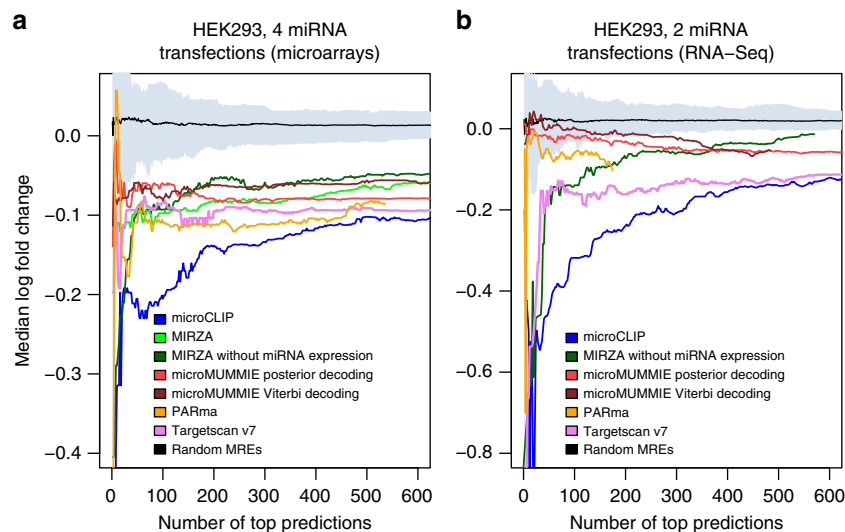 a
HEK293, 4 miRNA
transfections (microarrays)
Median log fold change
0.0
−0.1
−0.2
−0.3
−0.4
microCLIP
MIRZA
MIRZA without miRNA expression
microMUMMIE posterior decoding
microMUMMIE Viterbi decoding
PARma
Targetscan v7
Random MREs
0 100 200 300 400 500 600
Number of top predictions
b
HEK293, 2 miRNA
transfections (RNA−Seq)
0.0
−0.2
−0.4
−0.6
−0.8
microCLIP
MIRZA without miRNA expression
microMUMMIE posterior decoding
microMUMMIE Viterbi decoding
PARma
Targetscan v7
Random MREs
0 100 200 300 400 500 600
Number of top predictions